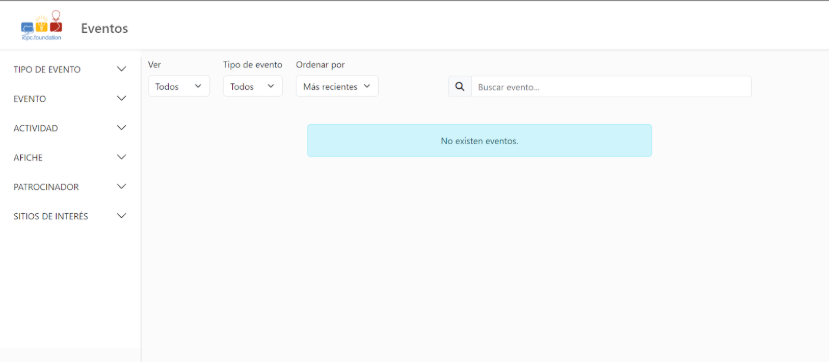 icpc.foundation
Eventos
TIPO DE EVENTO
EVENTO
ACTIVIDAD
AFICHE
PATROCINADOR
SITIOS DE INTERÉS
Ver
Todos
Tipo de evento
Todos
Ordenar por
Más recientes
Buscar evento...
No existen eventos.